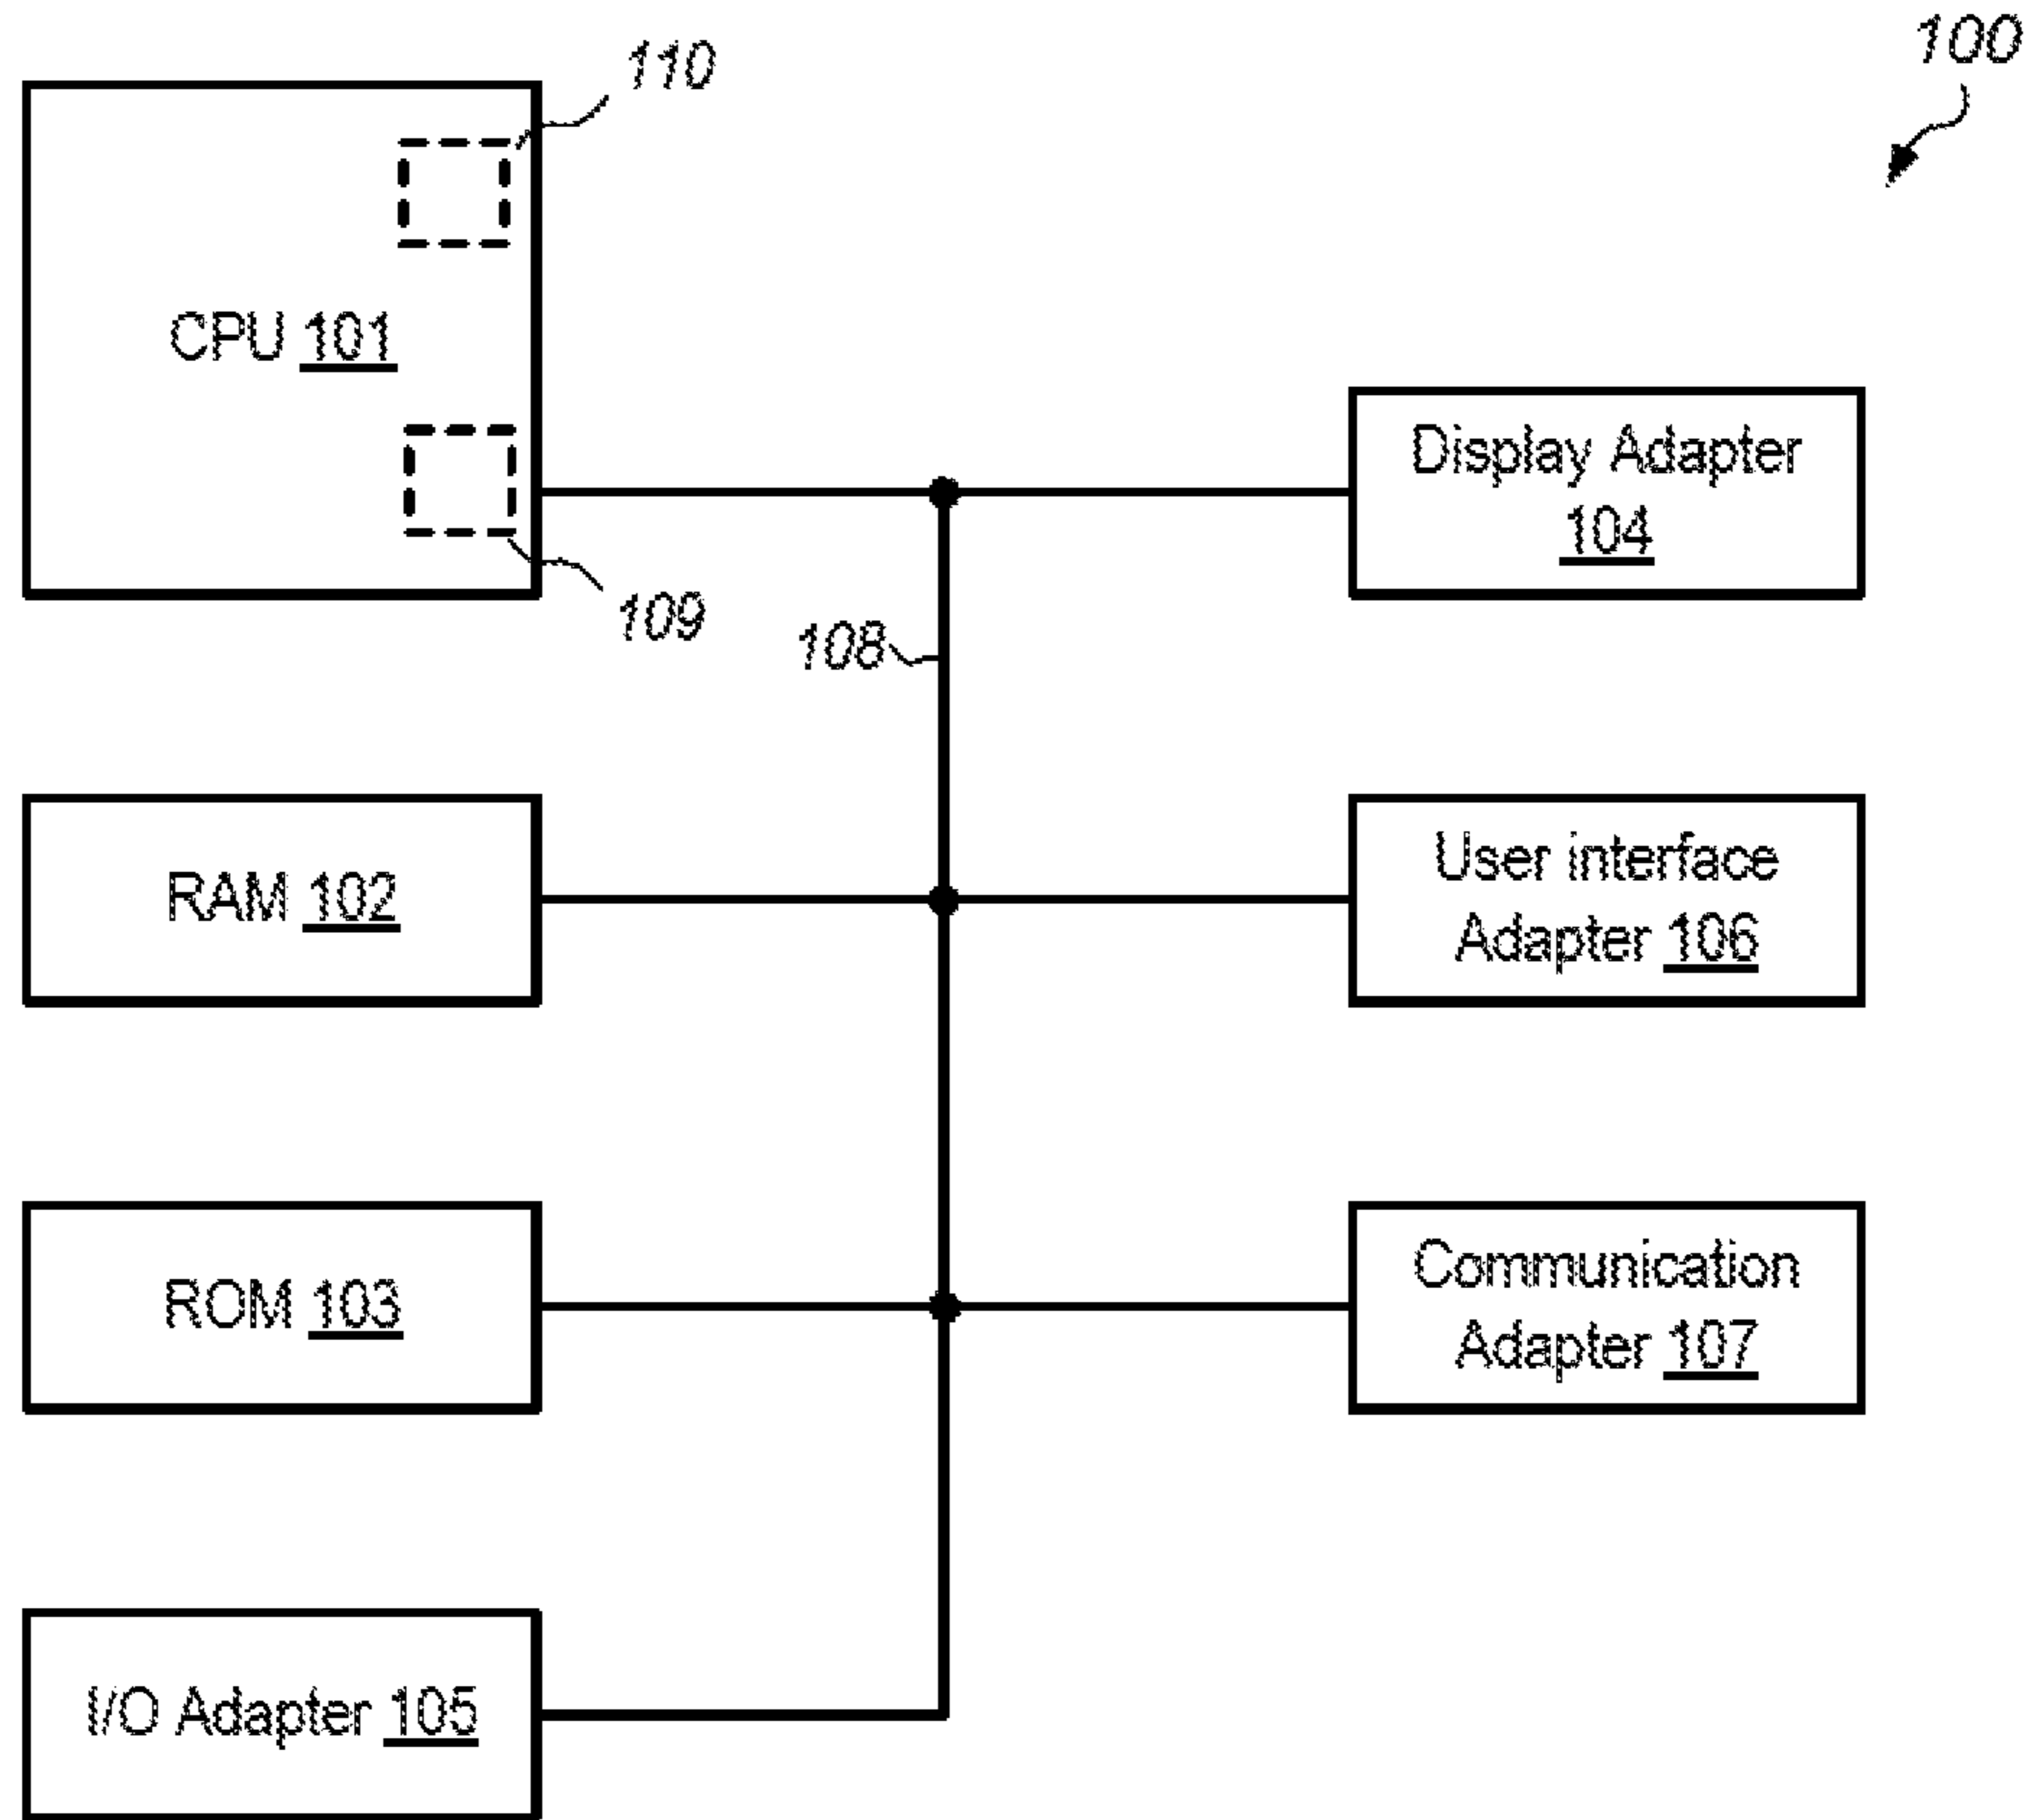 110
100
CPU 101
109
108
Display Adapter
104
RAM 102
User interface
Adapter 106
ROM 103
Communication
Adapter 107
I/O Adapter 105